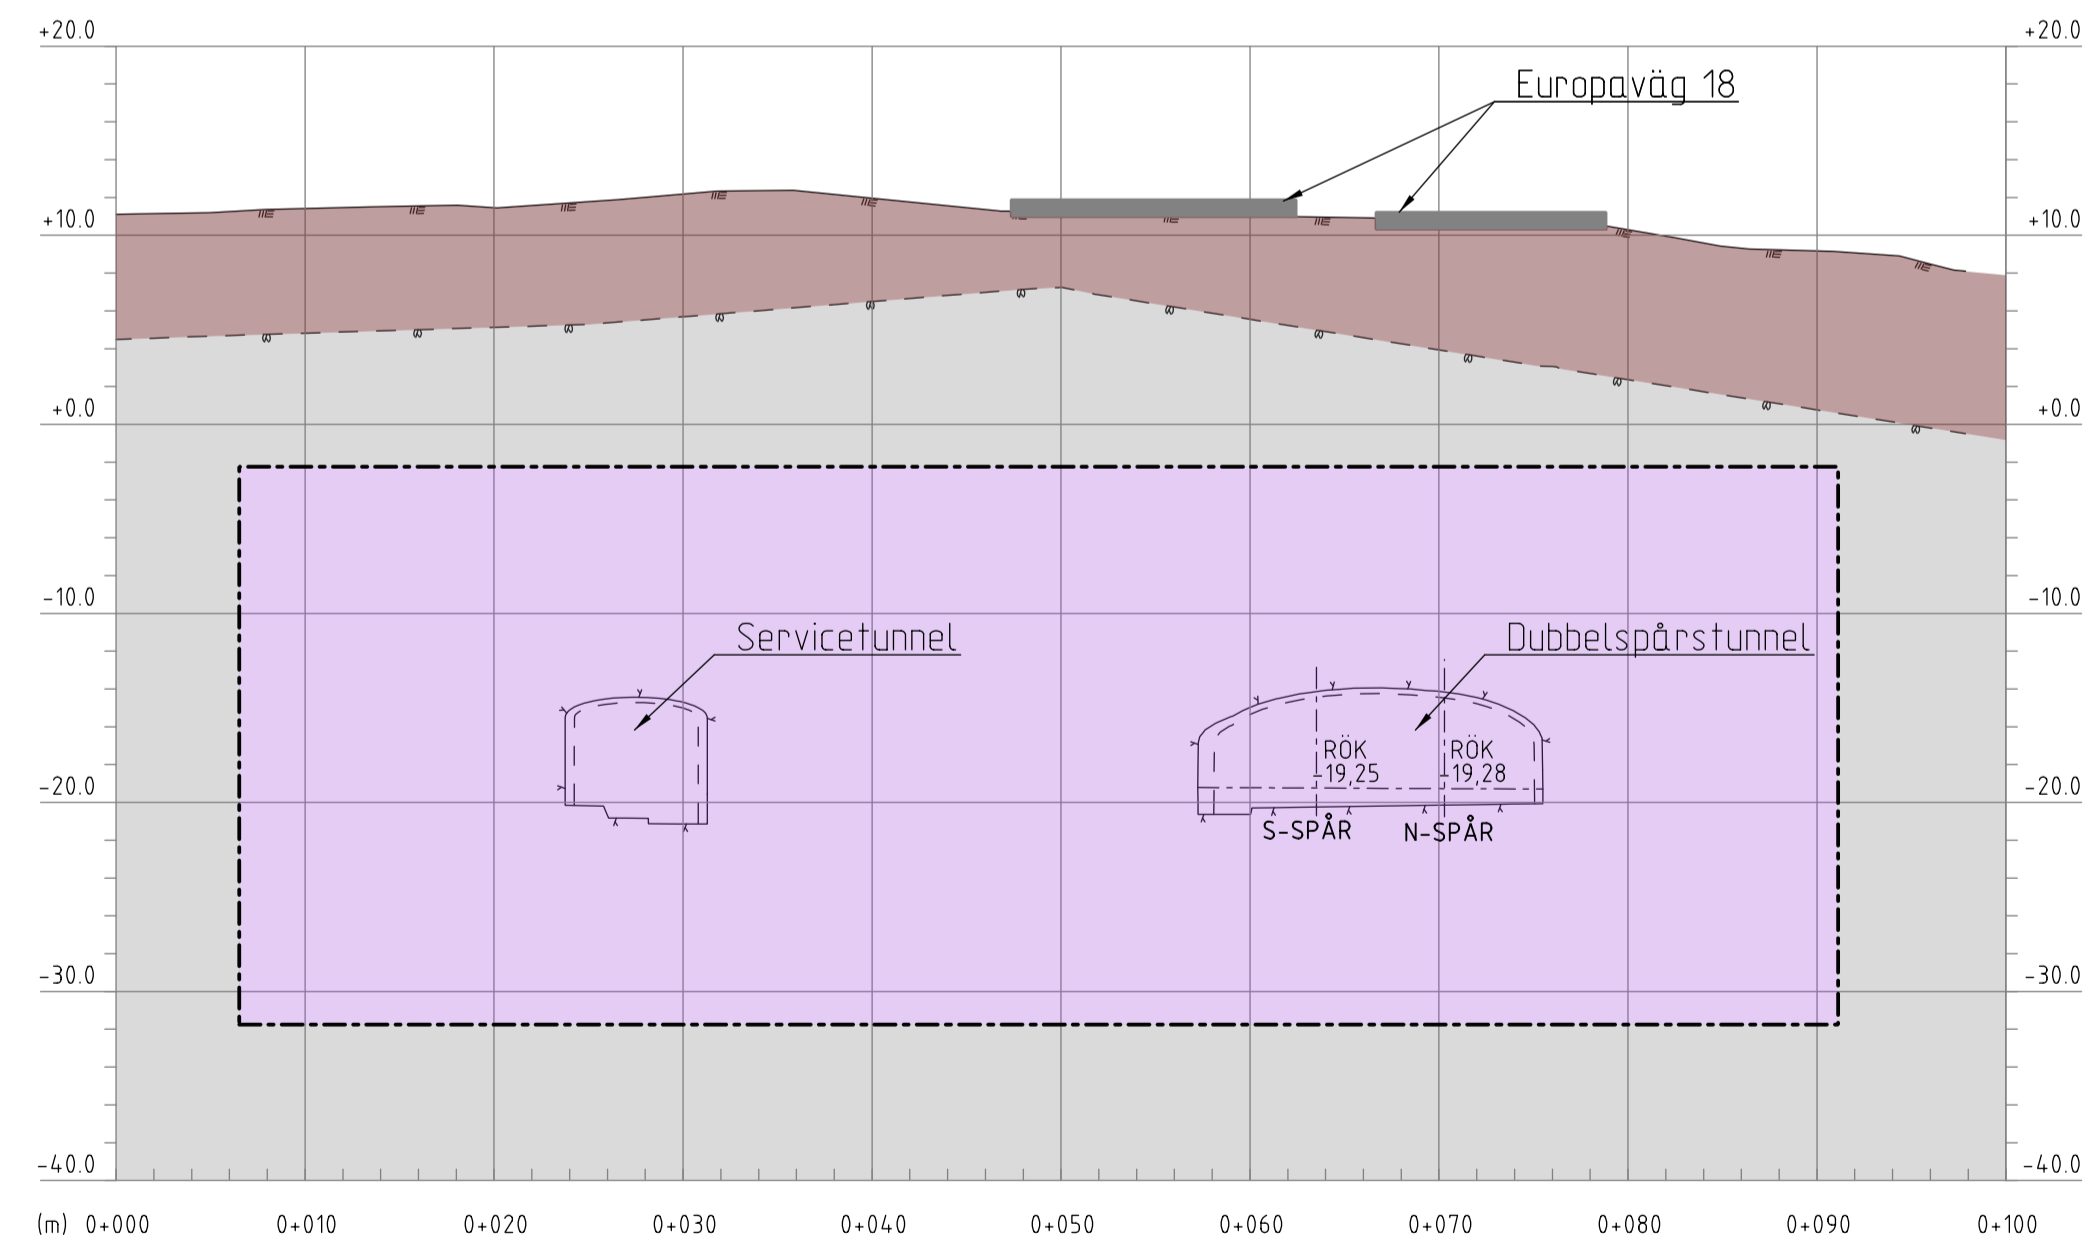 +20.0 +20.0
Europaväg 18
+10.0 +10.0
+0.0 +0.0
-10.0 -10.0
Servicetunnel Dubbelspårstunnel
RÖK RÖK
-19,25 -19,28
-20.0 -20.0
S-SPÅR N-SPÅR
-30.0 -30.0
-40.0 -40.0
(m) 0+000 0+010 0+020 0+030 0+040 0+050 0+060 0+070 0+080 0+090 0+100